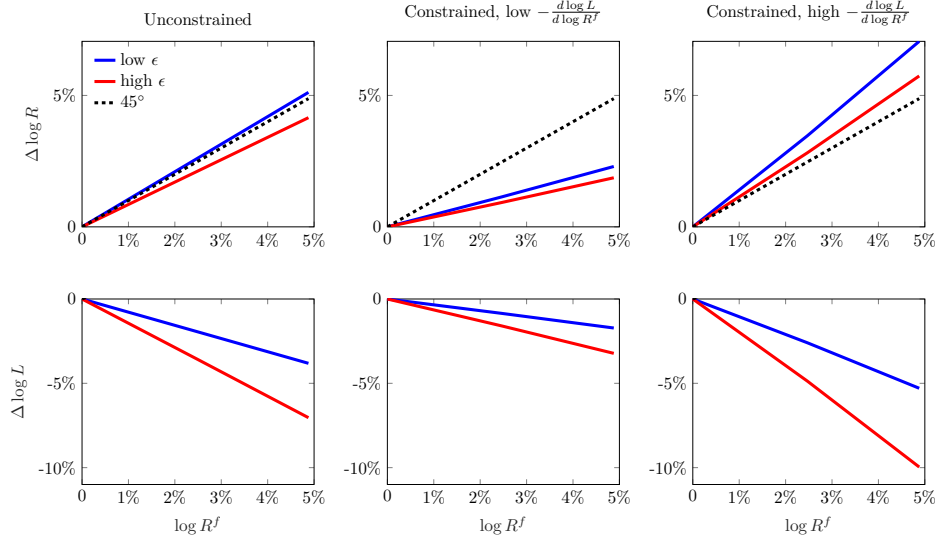 Unconstrained
Constrained, low $-\frac{d \log L}{d \log R^f}$
Constrained, high $-\frac{d \log L}{d \log R^f}$
low ϵ
high ϵ
45°
Δ log R
5%
0
0 1% 2% 3% 4% 5%
5%
0
0 1% 2% 3% 4% 5%
5%
0
0 1% 2% 3% 4% 5%
Δ log L
0
-5%
-10%
0 1% 2% 3% 4% 5%
log R^f
0
-5%
-10%
0 1% 2% 3% 4% 5%
log R^f
0
-5%
-10%
0 1% 2% 3% 4% 5%
log R^f